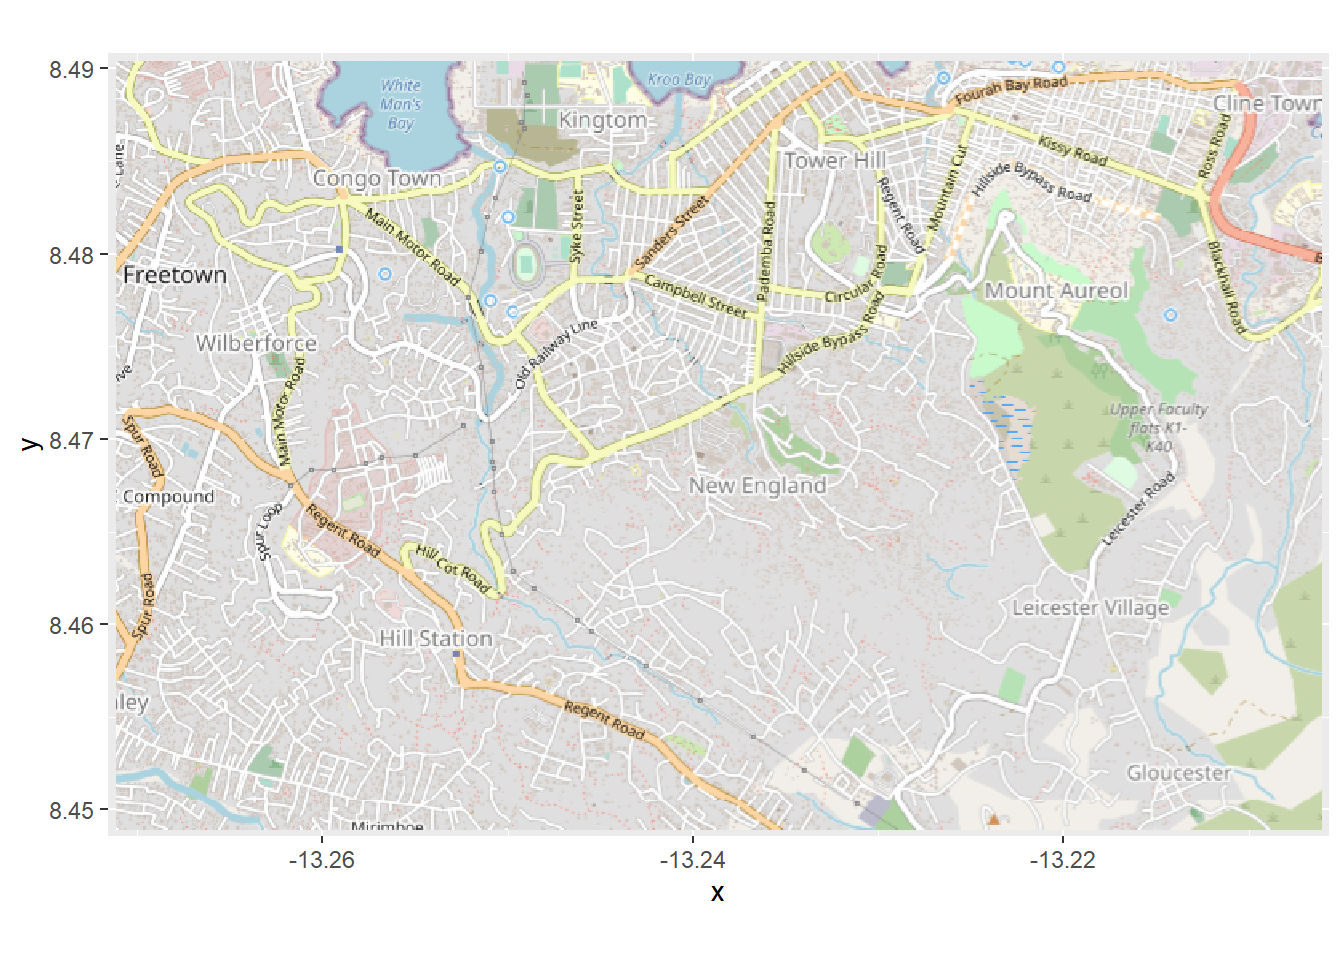 8.49
8.48
8.47
8.46
8.45
y
White
Man's
Bay
Kroo Bay
Kingtom
Fourah Bay Road
Cline Town
Kissy Road
Ross Road
Tower Hill
Mountain Cut
Hillside Bypass Road
Lane
Congo Town
Main Motor Road
Syke Street
Sanders Street
Pademba Road
Regent Road
Circular Road
Blackhall Road
Freetown
Campbell Street
Mount Aureol
Wilberforce
Old Railway Line
Hillside Bypass Road
Main Motor Road
Upper Faculty
flats K1-
K40
Spur Road
Compound
New England
Leicester Road
Spur Loop
Regent Road
Hill Cot Road
Spur Road
Leicester Village
Hill Station
Regent Road
Gloucester
-13.26
-13.24
-13.22
x